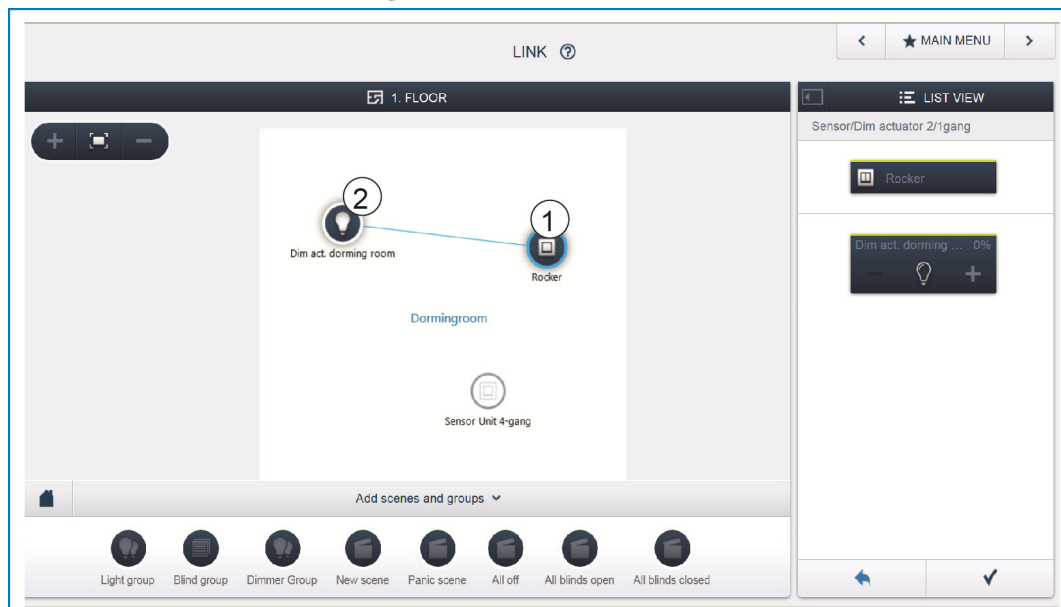 LINK ?
MAIN MENU
1. FLOOR
LIST VIEW
Sensor/Dim actuator 2/1gang
2
1
Rocker
Dim act. dorming room
Rocker
Dim act. dorming ... 0%
Dormingroom
Sensor Unit 4-gang
Add scenes and groups
Light group
Blind group
Dimmer Group
New scene
Panic scene
All off
All blinds open
All blinds closed